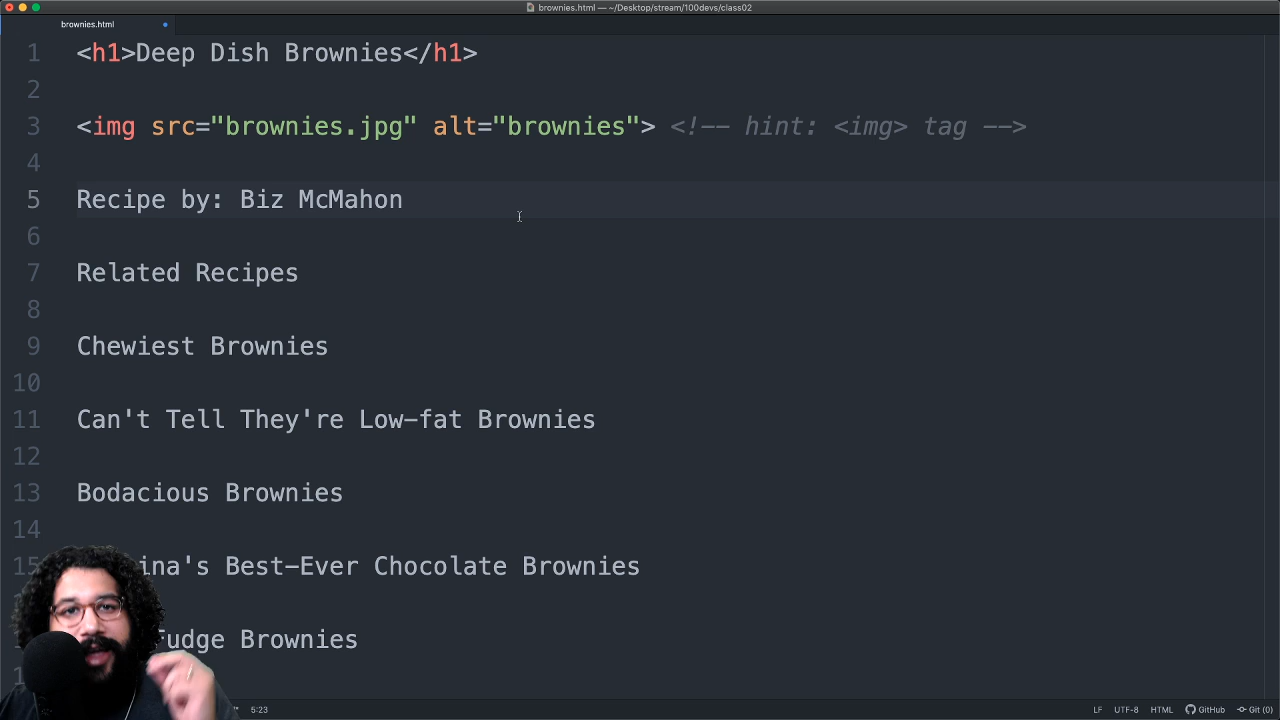 brownies.html — ~/Desktop/stream/100devs/class02
brownies.html
1 <h1>Deep Dish Brownies</h1>
2
3 <img src="brownies.jpg" alt="brownies"> <!-- hint: <img> tag -->
4
5 Recipe by: Biz McMahon
6
7 Related Recipes
8
9 Chewiest Brownies
10
11 Can't Tell They're Low-fat Brownies
12
13 Bodacious Brownies
14
15 ina's Best-Ever Chocolate Brownies
Fudge Brownies
5:23 LF UTF-8 HTML GitHub Git (0)